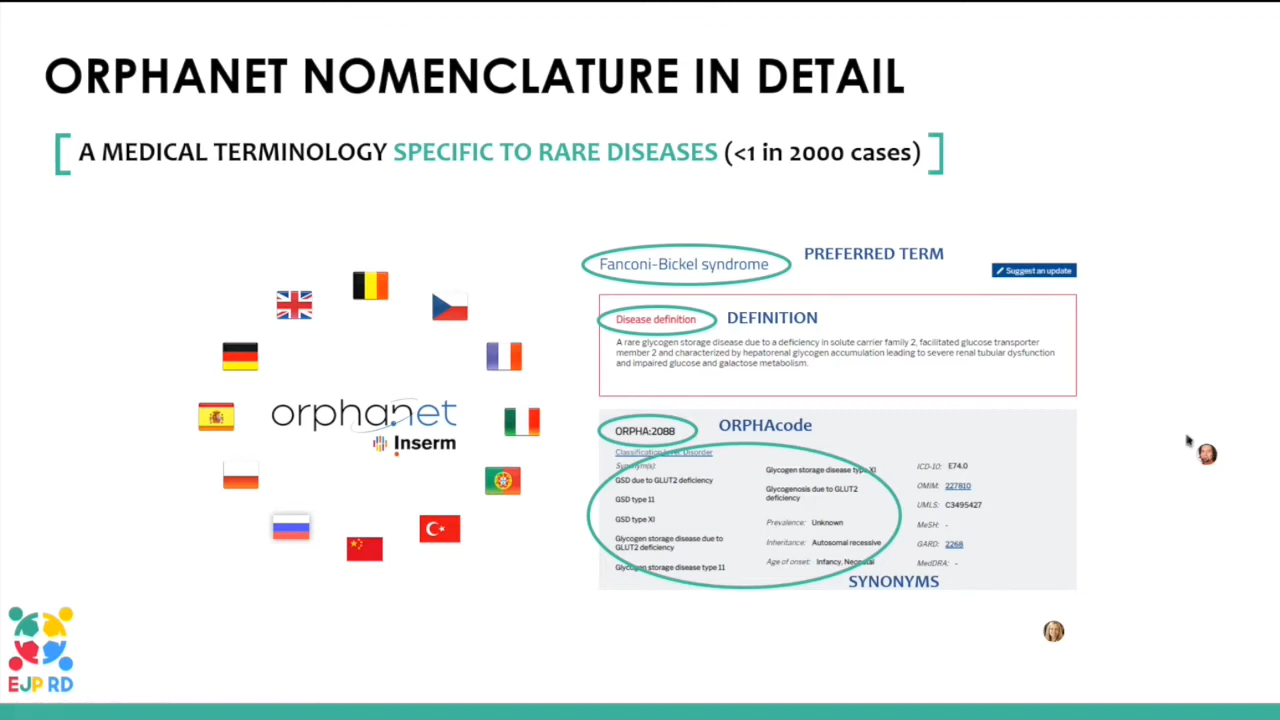 ORPHANET NOMENCLATURE IN DETAIL
A MEDICAL TERMINOLOGY SPECIFIC TO RARE DISEASES (<1 in 2000 cases)
orphanet
Inserm
Fanconi-Bickel syndrome
PREFERRED TERM
Suggest an update
Disease definition
DEFINITION
A rare glycogen storage disease due to a deficiency in solute carrier family 2, facilitated glucose transporter
member 2 and characterized by hepatorenal glycogen accumulation leading to severe renal tubular dysfunction
and impaired glucose and galactose metabolism.
ORPHA:2088
ORPHAcode
Classification level: Disorder
Synonym(s):
GSD due to GLUT2 deficiency
GSD type 11
GSD type XI
Glycogen storage disease due to
GLUT2 deficiency
Glycogen storage disease type 11
Glycogen storage disease type XI
Glycogenosis due to GLUT2
deficiency
Prevalence: Unknown
Inheritance: Autosomal recessive
Age of onset: Infancy, Neonatal
ICD-10: E74.0
OMIM: 227810
UMLS: C3495427
MeSH: -
GARD: 2268
MedDRA: -
SYNONYMS
EJP RD